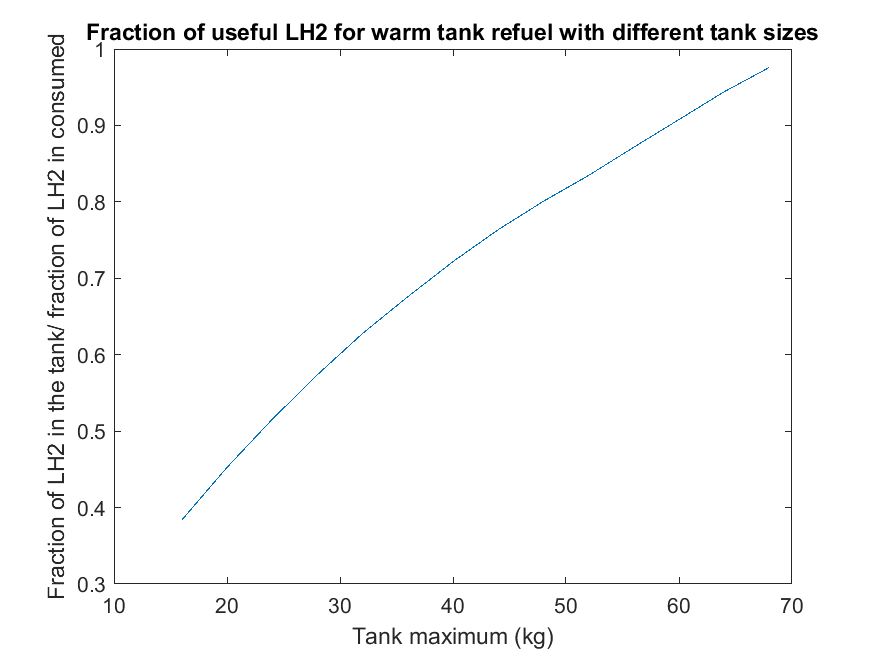 Fraction of useful LH2 for warm tank refuel with different tank sizes
Fraction of LH2 in the tank/ fraction of LH2 in consumed
1
0.9
0.8
0.7
0.6
0.5
0.4
0.3
10 20 30 40 50 60 70
Tank maximum (kg)